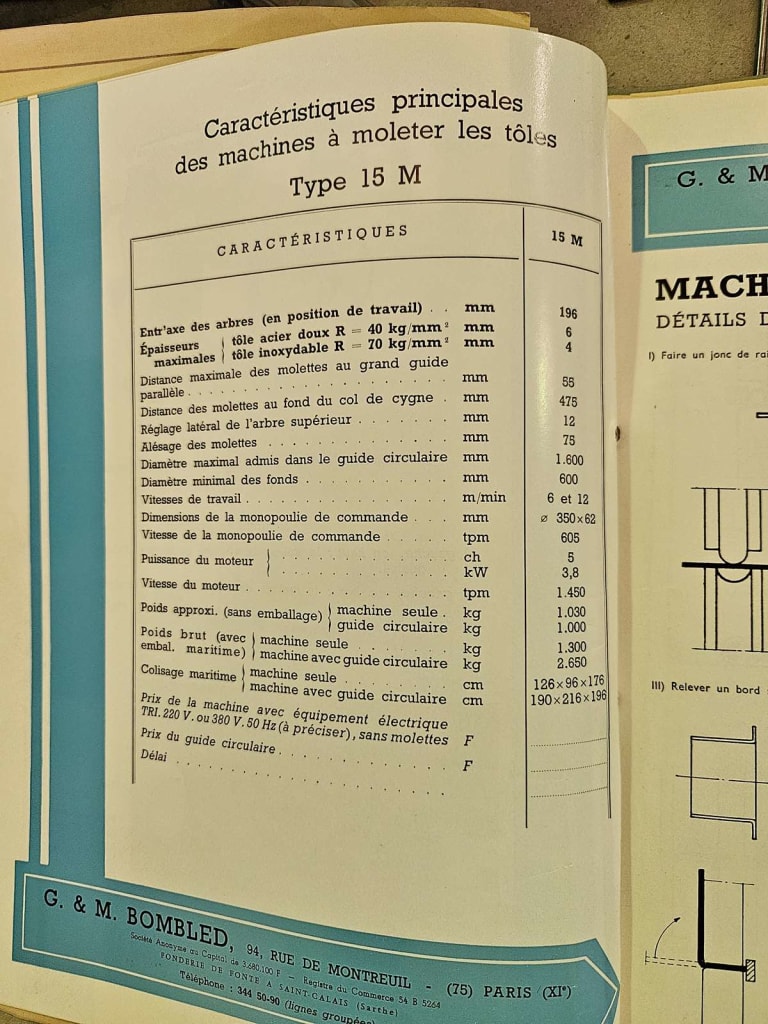 Caractéristiques principales
des machines à moleter les tôles
Type 15 M
CARACTÉRISTIQUES 15 M
Entr'axe des arbres (en position de travail) . . mm 196
Épaisseurs maximales tôle acier doux R = 40 kg/mm² mm 6
tôle inoxydable R = 70 kg/mm² mm 4
Distance maximale des molettes au grand guide
parallèle . . . . . . . . . . . . . . . . . . mm 55
Distance des molettes au fond du col de cygne . mm 475
Réglage latéral de l'arbre supérieur . . . . . . . mm 12
Alésage des molettes . . . . . . . . . . . . . mm 75
Diamètre maximal admis dans le guide circulaire mm 1.600
Diamètre minimal des fonds . . . . . . . . . . mm 600
Vitesses de travail . . . . . . . . . . . . . . m/min 6 et 12
Dimensions de la monopoulie de commande . . . mm ⌀ 350×62
Vitesse de la monopoulie de commande . . . . . tpm 605
Puissance du moteur . . . . . . . . . . . . ch 5
. . . . . . . . . . . . kW 3,8
Vitesse du moteur . . . . . . . . . . . . . . tpm 1.450
Poids approxi. (sans emballage) machine seule . kg 1.030
guide circulaire kg 1.000
Poids brut (avec embal. maritime) machine seule . . . . . . . kg 1.300
machine avec guide circulaire kg 2.650
Colisage maritime machine seule . . . . . . . . cm 126×96×176
machine avec guide circulaire cm 190×216×196
Prix de la machine avec équipement électrique
TRI. 220 V. ou 380 V. 50 Hz (à préciser), sans molettes F
Prix du guide circulaire . . . . . . . . . . . . F
Délai . . . . . . . . . . . . . . . . . . . .
G. & M. BOMBLED, 94, RUE DE MONTREUIL - (75) PARIS (XIᵉ)
Société Anonyme au Capital de 3.680.100 F — Registre du Commerce 54 B 5264
FONDERIE DE FONTE A SAINT-CALAIS (Sarthe)
Téléphone : 344 50-90 (lignes groupées)
G. & M
MACH
DÉTAILS D
I) Faire un jonc de rai
III) Relever un bord